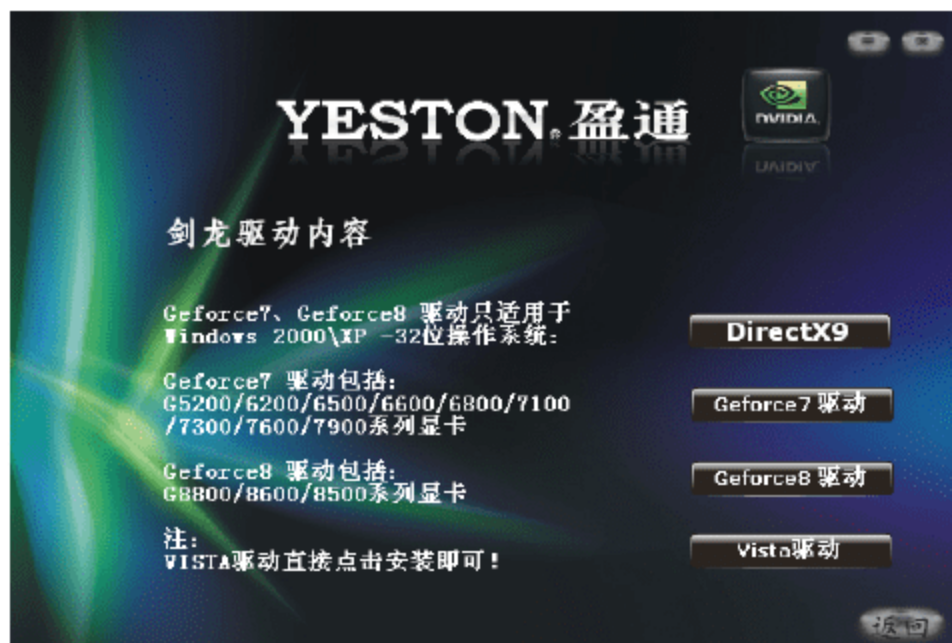 YESTON®盈通
NVIDIA.
剑龙驱动内容
Geforce7、Geforce8 驱动只适用于
Windows 2000\XP -32位操作系统:
DirectX9
Geforce7 驱动包括:
G5200/6200/6500/6600/6800/7100
/7300/7600/7900系列显卡
Geforce7 驱动
Geforce8 驱动包括:
G8800/8600/8500系列显卡
Geforce8 驱动
注:
VISTA驱动直接点击安装即可!
Vista驱动
返回